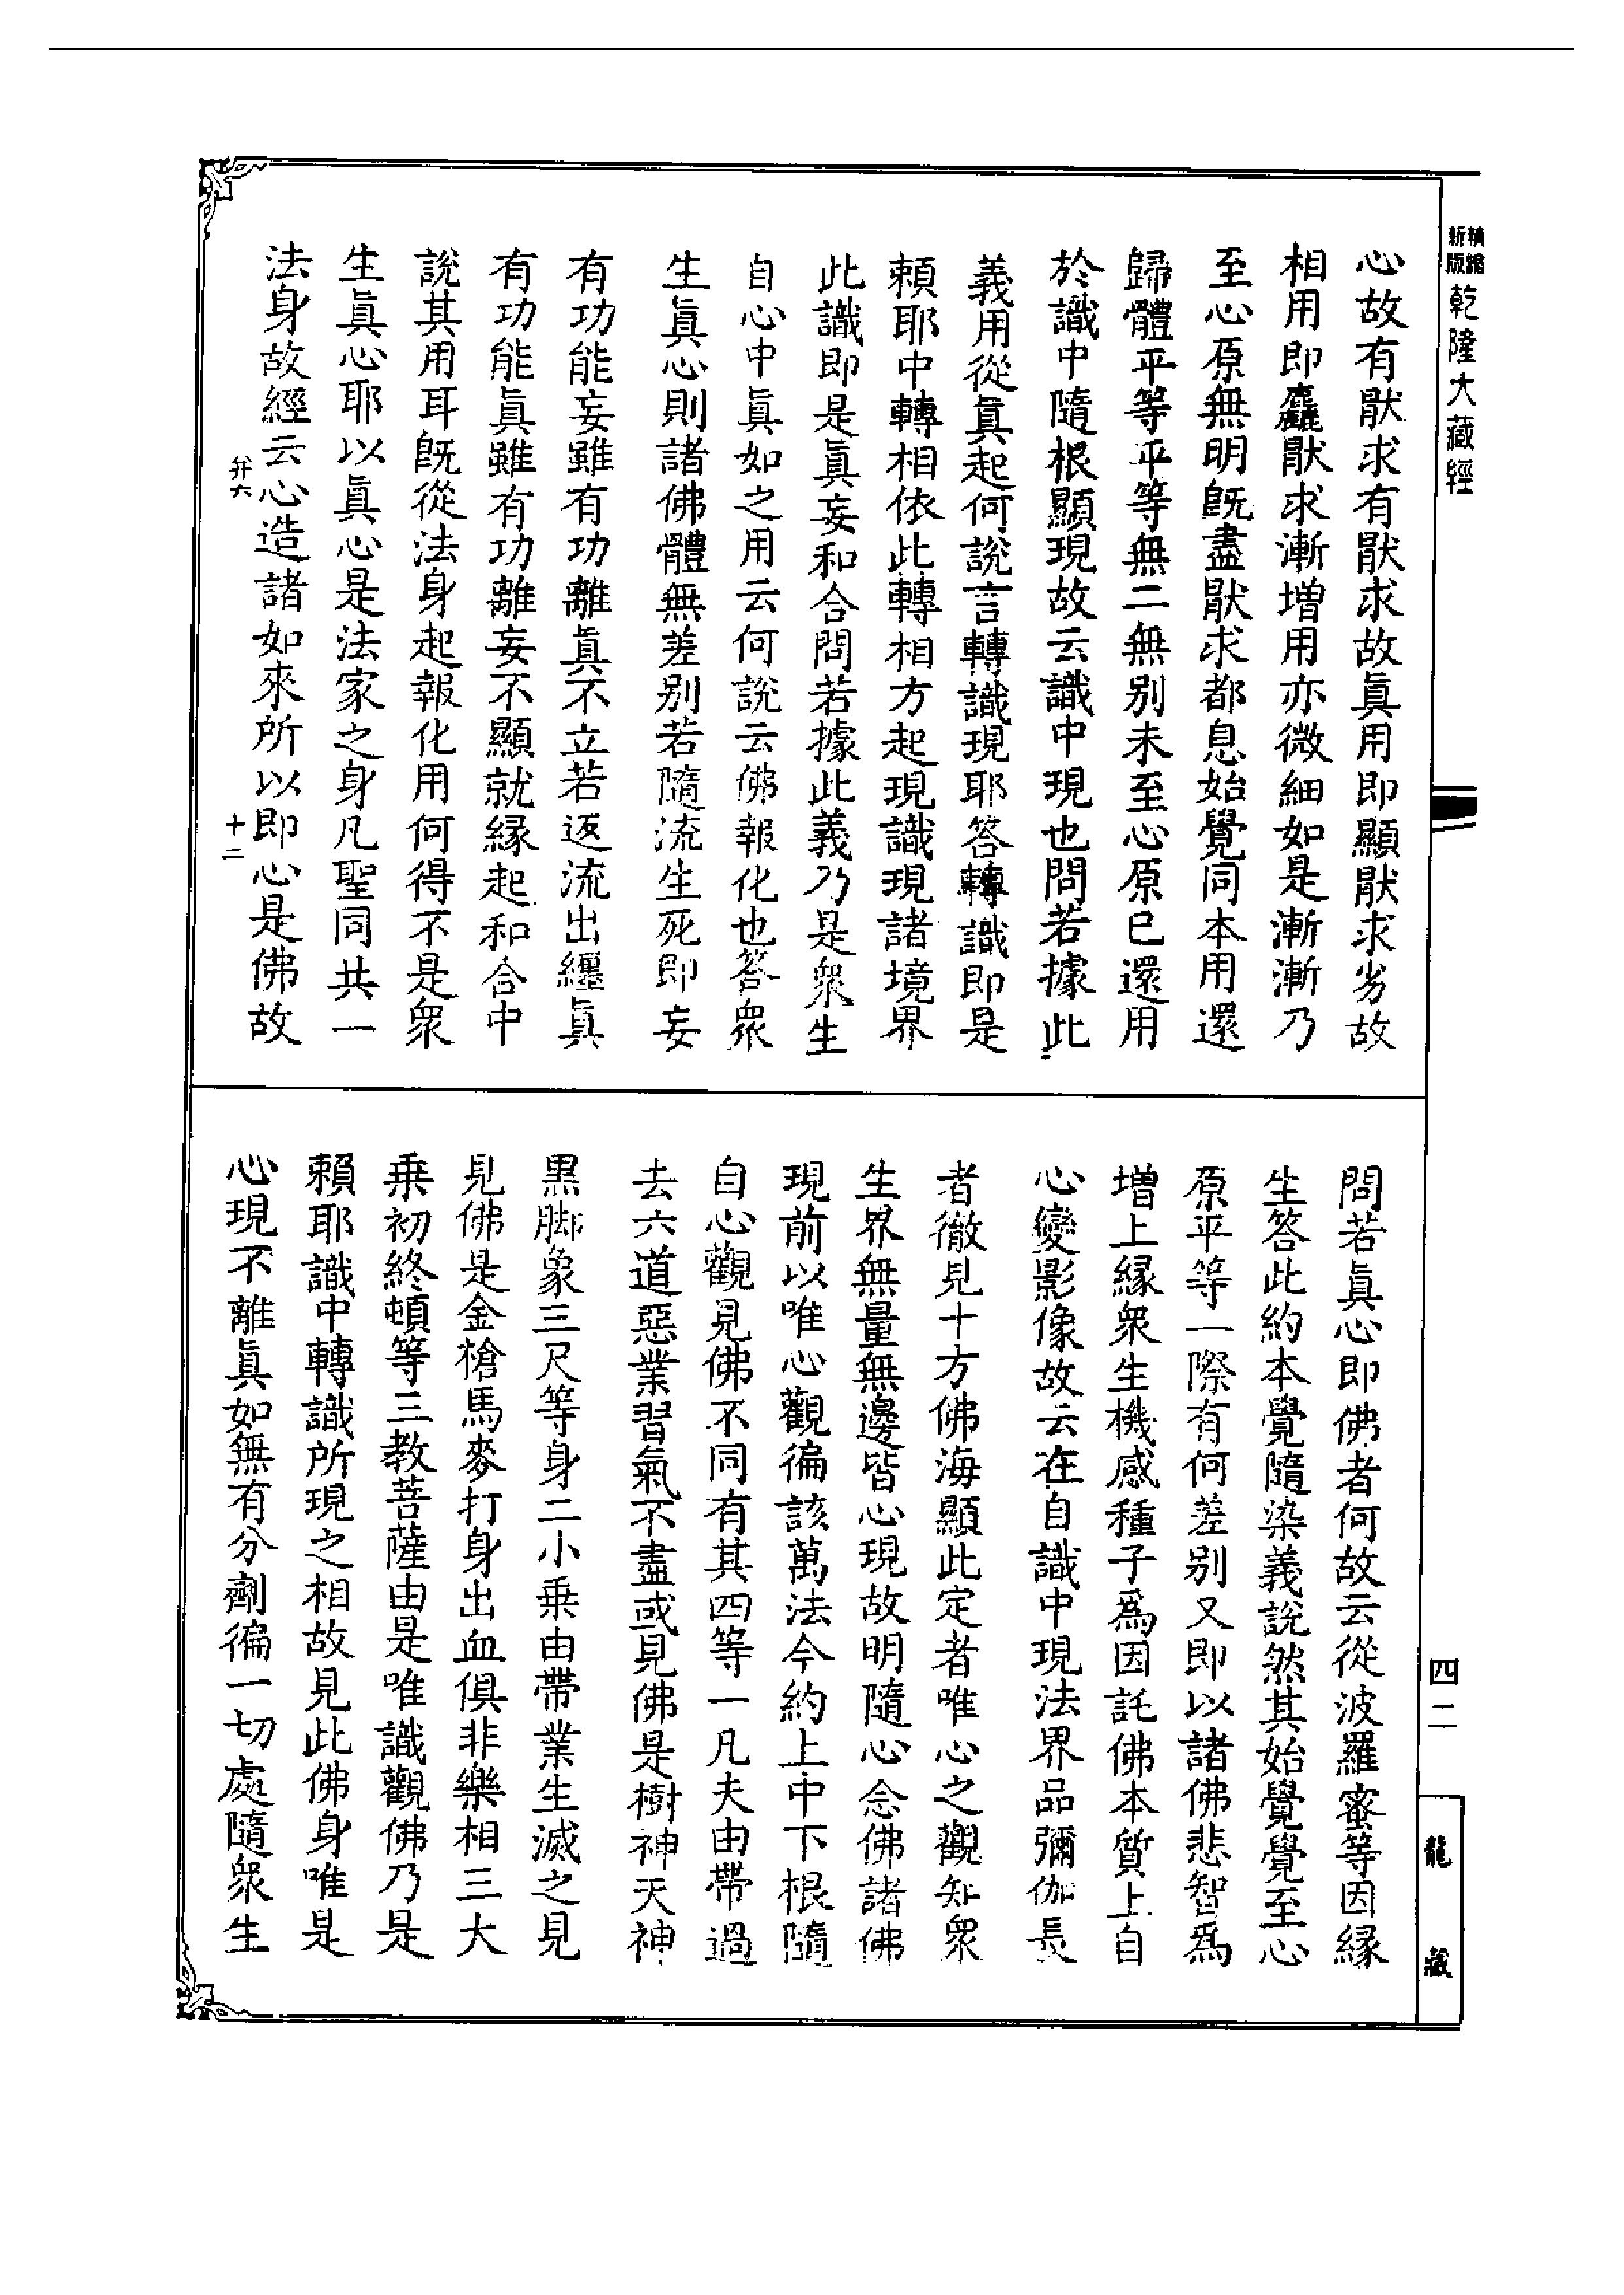 精縮
新版
乾隆大藏經
心故有猒求有猒求故眞用即顯猒求劣故
相用即麤猒求漸增用亦微細如是漸漸乃
至心原無明旣盡猒求都息始覺同本用還
歸體平等平等無二無别未至心原已還用
於識中隨根顯現故云識中現也問若據此
義用從眞起何說言轉識現耶答轉識即是
賴耶中轉相依此轉相方起現識現諸境界
此識即是眞妄和合問若據此義乃是衆生
自心中眞如之用云何說云佛報化也答衆
生眞心則諸佛體無差别若隨流生死即妄
有功能妄雖有功離眞不立若返流出纏眞
有功能眞雖有功離妄不顯就緣起和合中
說其用耳旣從法身起報化用何得不是衆
生眞心耶以眞心是法家之身凡聖同共一
法身故經云心造諸如來所以即心是佛故
弁六
十二
問若眞心即佛者何故云從波羅蜜等因緣
生答此約本覺隨染義說然其始覺覺至心
原平等一際有何差别又即以諸佛悲智爲
增上緣衆生機感種子爲因託佛本質上自
心變影像故云在自識中現法界品彌伽長
者徹見十方佛海顯此定者唯心之觀知衆
生界無量無邊皆心現故明隨心念佛諸佛
現前以唯心觀徧該萬法今約上中下根隨
自心觀見佛不同有其四等一凡夫由帶過
去六道惡業習氣不盡或見佛是樹神天神
黑脚象三尺等身二小乘由帶業生滅之見
見佛是金槍馬麥打身出血俱非樂相三大
乘初終頓等三教菩薩由是唯識觀佛乃是
賴耶識中轉識所現之相故見此佛身唯是
心現不離眞如無有分劑徧一切處隨衆生
四二
龍藏